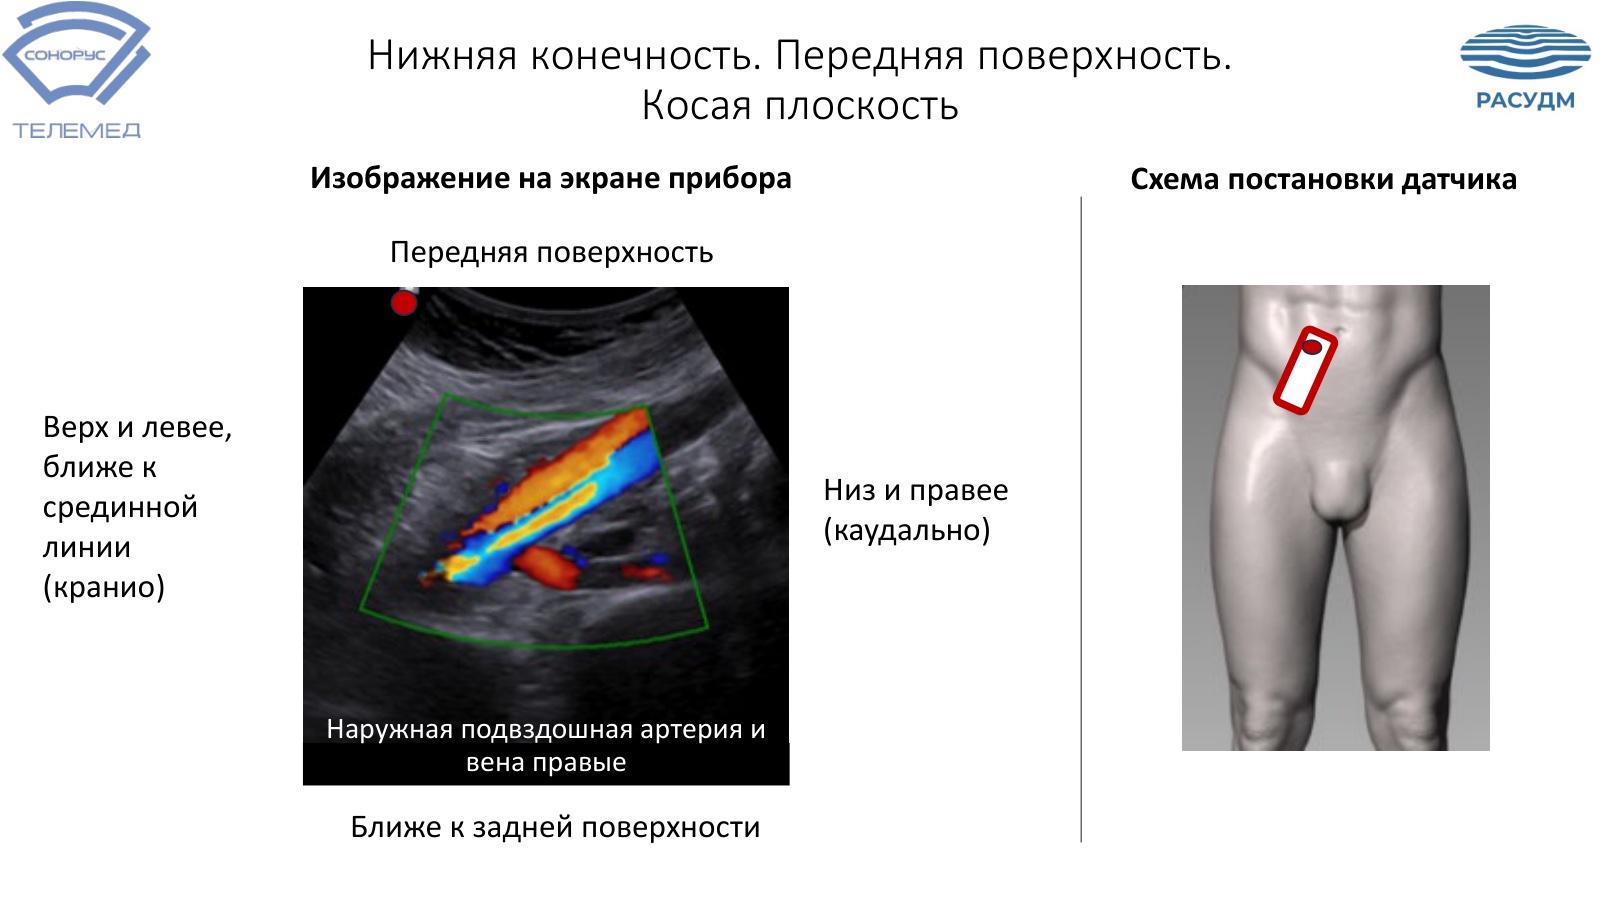 СОНОРУС
ТЕЛЕМЕД
Нижняя конечность. Передняя поверхность.
Косая плоскость
РАСУДМ
Изображение на экране прибора
Схема постановки датчика
Передняя поверхность
Верх и левее,
ближе к
срединной
линии
(кранио)
Низ и правее
(каудально)
Наружная подвздошная артерия и
вена правые
Ближе к задней поверхности